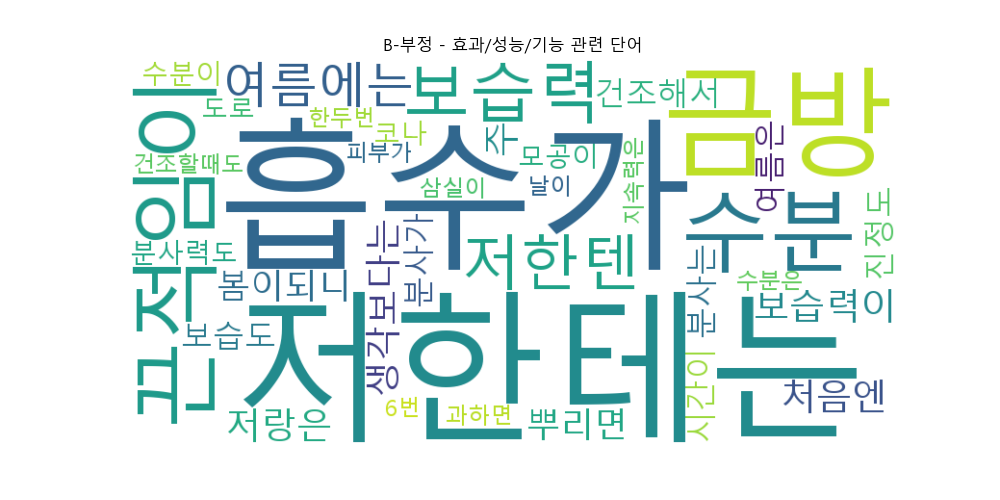 B-부정 - 효과/성능/기능 관련 단어
수분이
여름에는
보습력
금방
건조해서
도로
한두번
코나
주
여름은
끈적임이
흡수가
피부가
모공이
지속력은
건조할때도
삼실이
날이
수분
진정도
분사력도
생각보다는
분사가
저한텐
봄이되니
분사는
수분은
보습력이
보습도
저한테는
시간이
처음엔
저랑은
6번
과하면
뿌리면